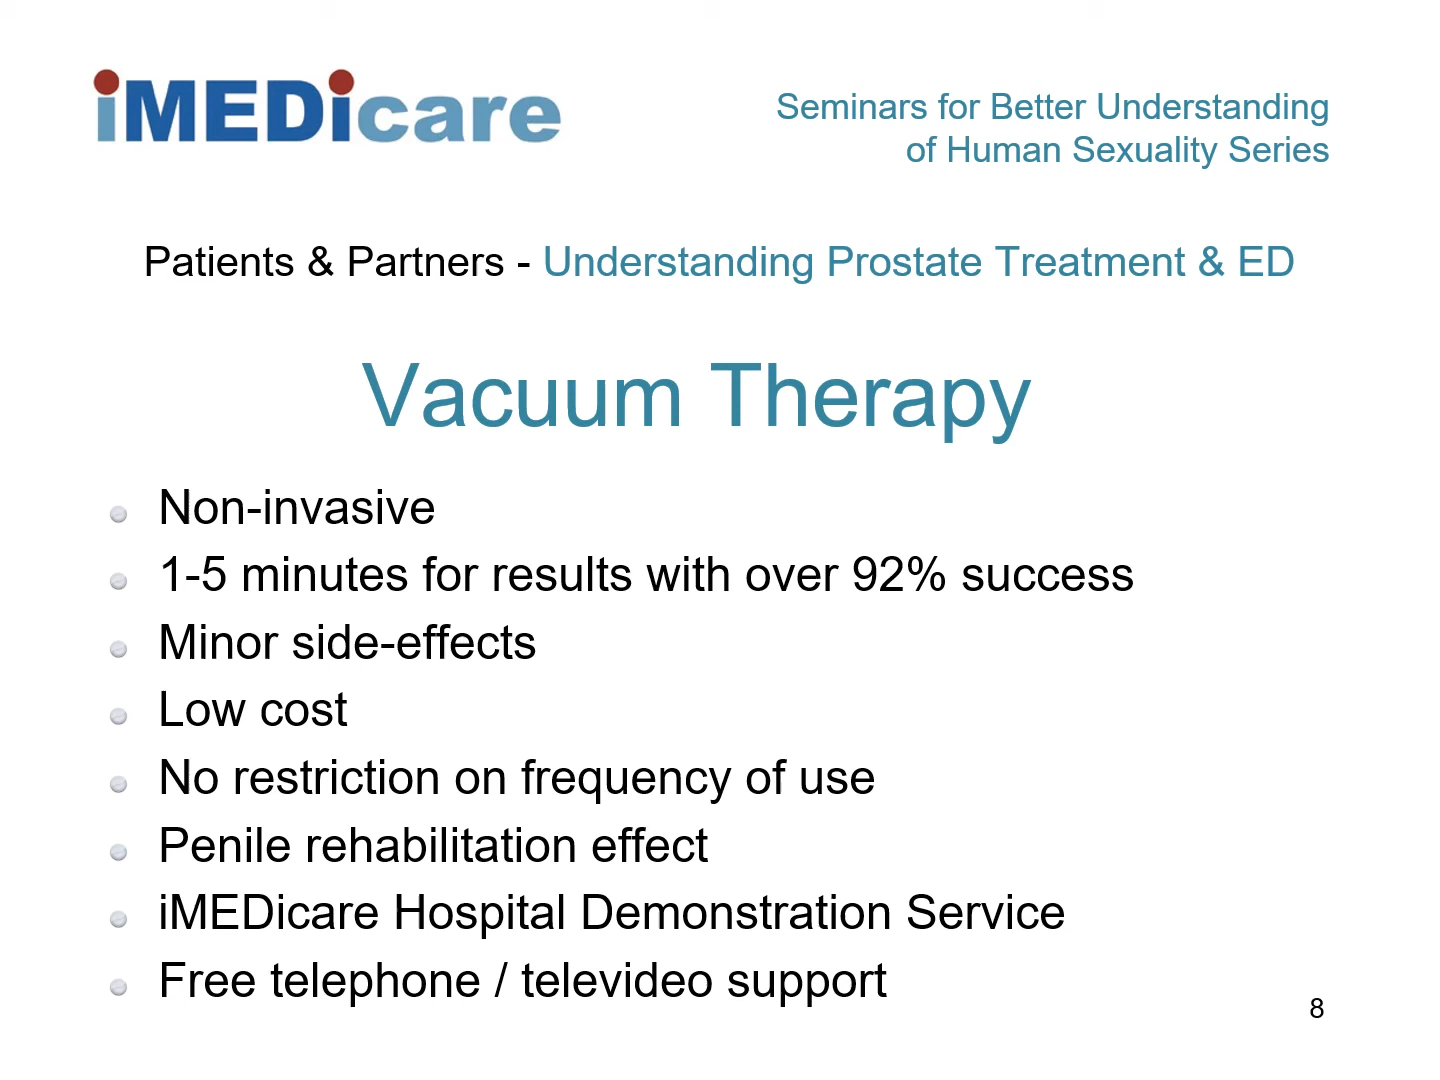 iMEDicare
Seminars for Better Understanding
of Human Sexuality Series
Patients & Partners - Understanding Prostate Treatment & ED
Vacuum Therapy
Non-invasive
1-5 minutes for results with over 92% success
Minor side-effects
Low cost
No restriction on frequency of use
Penile rehabilitation effect
iMEDicare Hospital Demonstration Service
Free telephone / televideo support
8